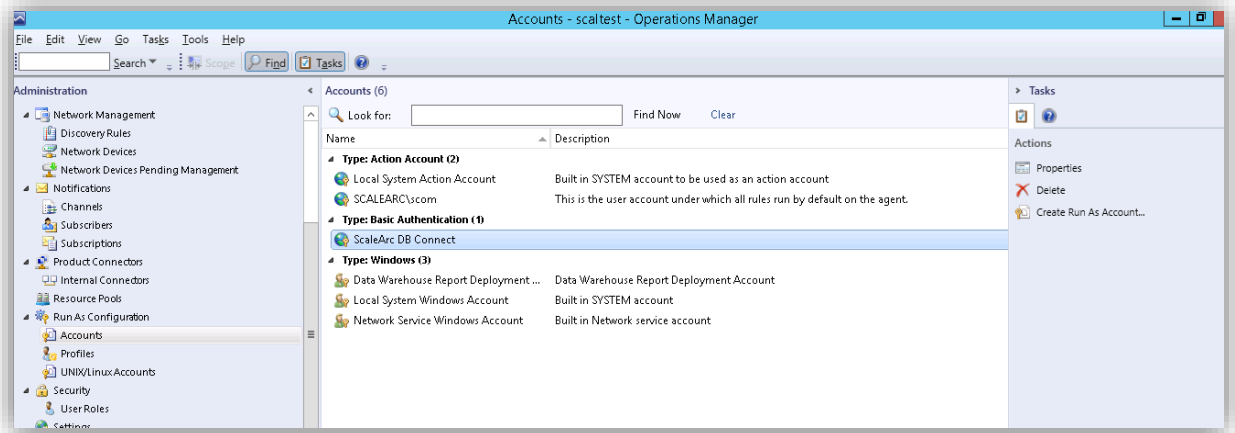 Accounts - scaltest - Operations Manager
File Edit View Go Tasks Tools Help
Search Scope Find Tasks
Administration
Network Management
Discovery Rules
Network Devices
Network Devices Pending Management
Notifications
Channels
Subscribers
Subscriptions
Product Connectors
Internal Connectors
Resource Pools
Run As Configuration
Accounts
Profiles
UNIX/Linux Accounts
Security
User Roles
Settings
Accounts (6)
Look for: Find Now Clear
Name Description
Type: Action Account (2)
Local System Action Account Built in SYSTEM account to be used as an action account
SCALEARC\scom This is the user account under which all rules run by default on the agent.
Type: Basic Authentication (1)
ScaleArc DB Connect
Type: Windows (3)
Data Warehouse Report Deployment ... Data Warehouse Report Deployment Account
Local System Windows Account Built in SYSTEM account
Network Service Windows Account Built in Network service account
Tasks
Actions
Properties
Delete
Create Run As Account...